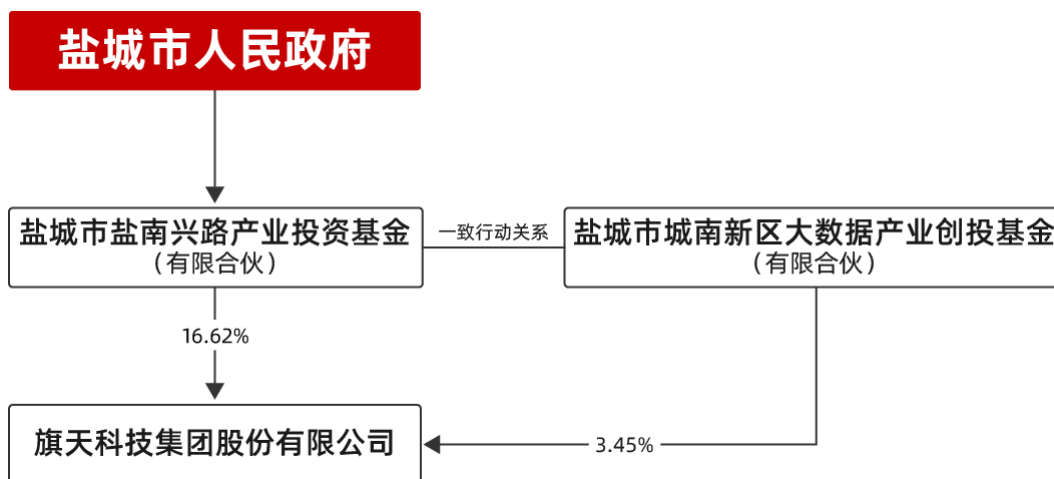 盐城市人民政府
盐城市盐南兴路产业投资基金
（有限合伙）
一致行动关系
盐城市城南新区大数据产业创投基金
（有限合伙）
16.62%
旗天科技集团股份有限公司
3.45%